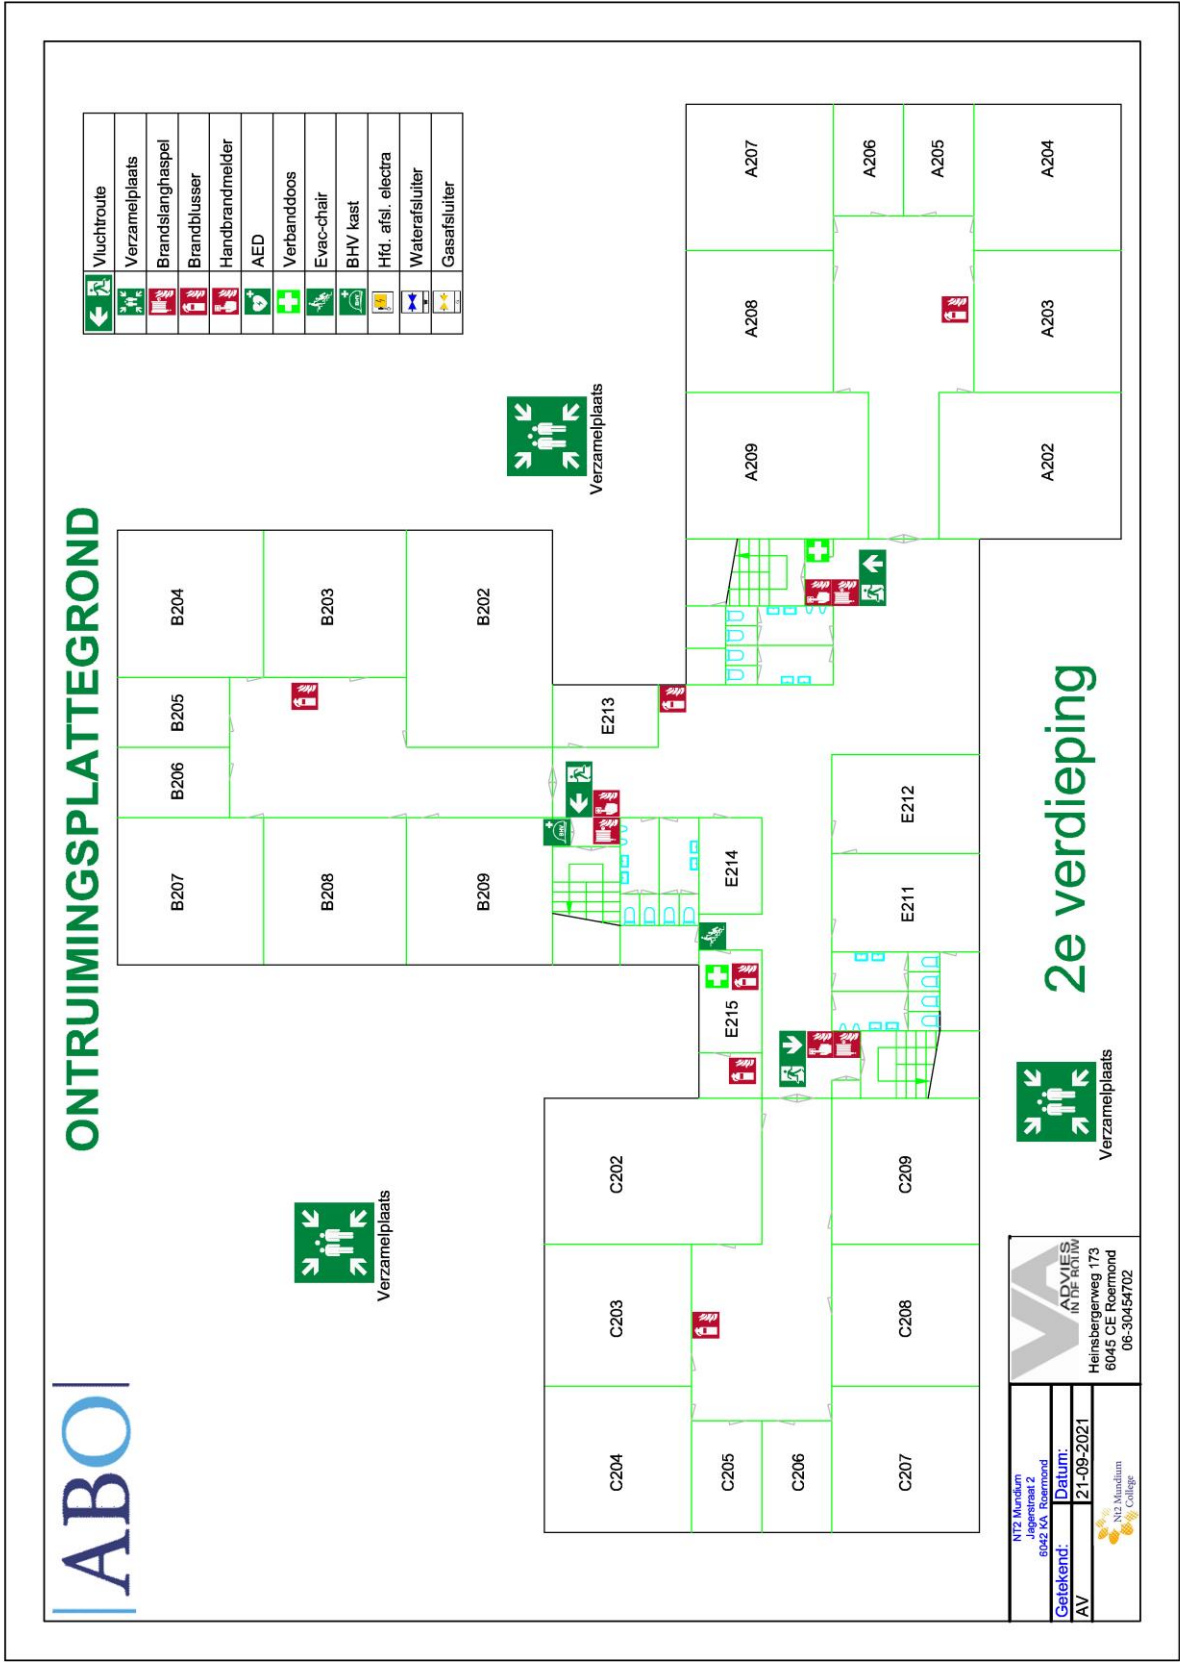 ABO
ONTRUIMINGSPLATTEGROND
Vluchtroute
Verzamelplaats
Brandslanghaspel
Brandblusser
Handbrandmelder
AED
Verbanddoos
Evac-chair
BHV kast
Hfd. afsl. electra
Waterafsluiter
Gasafsluiter
B207
B206
B205
B204
B208
B203
B209
B202
Verzamelplaats
Verzamelplaats
E213
E214
E215
C204
C203
C202
C205
C206
C207
C208
C209
E211
E212
A209
A208
A207
A206
A205
A202
A203
A204
2e verdieping
Verzamelplaats
NT2 Mundium
Jagerstraat 2
6042 KA Roermond
Getekend:
Datum:
AV
21-09-2021
Nt2 Mundium
College
VA
ADVIES
IN DE BOUW
Heinsbergerweg 173
6045 CE Roermond
06-30454702